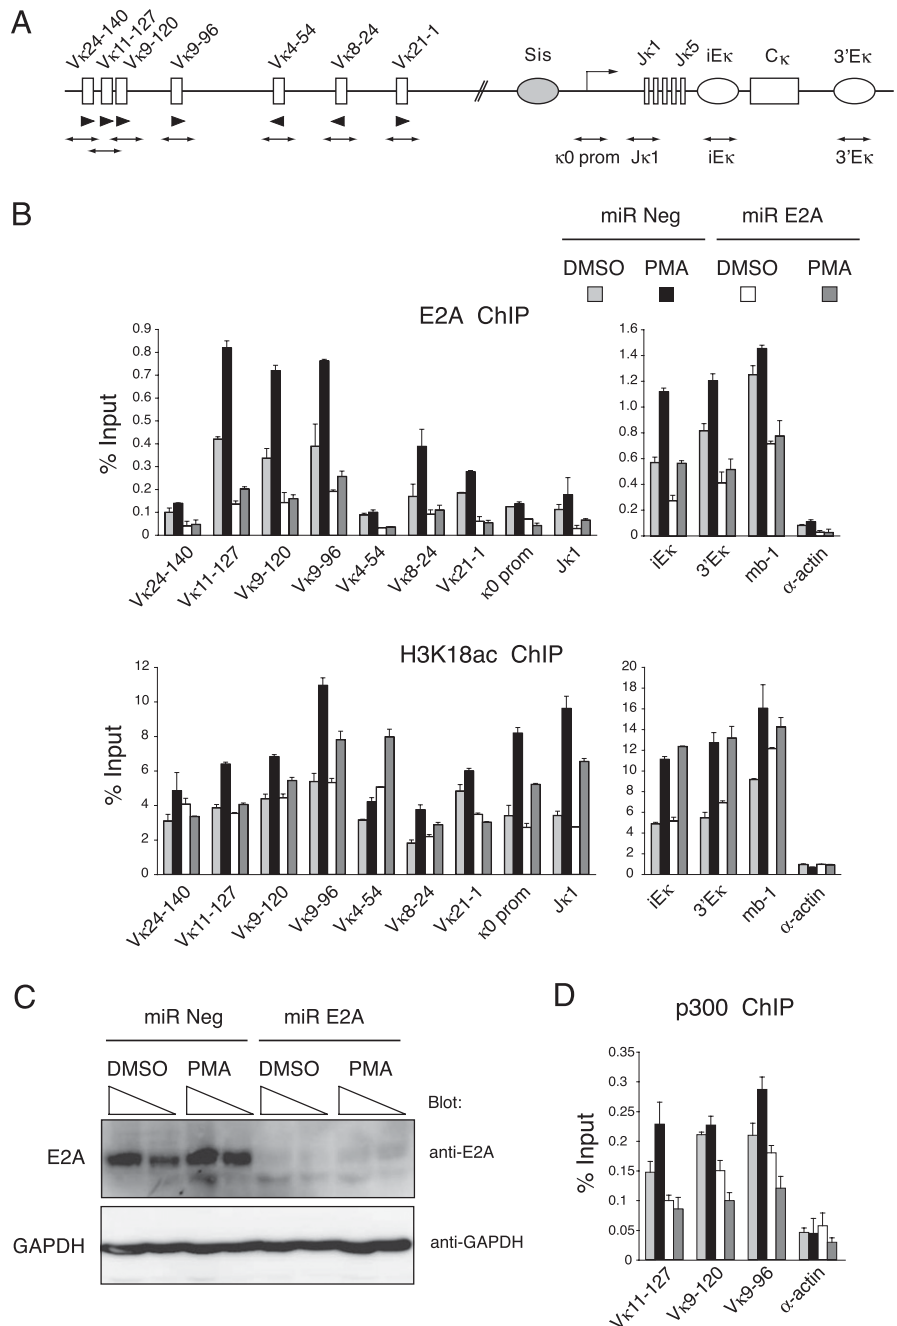 A
Vκ24-140
Vκ11-127
Vκ9-120
Vκ9-96
Vκ4-54
Vκ8-24
Vκ21-1
Sis
Jκ1
Jκ5
iEκ
Cκ
3'Eκ
κ0 prom
Jκ1
iEκ
3'Eκ
B
miR Neg
miR E2A
DMSO
PMA
DMSO
PMA
E2A ChIP
% Input
0.9
0.8
0.7
0.6
0.5
0.4
0.3
0.2
0.1
0
Vκ24-140
Vκ11-127
Vκ9-120
Vκ9-96
Vκ4-54
Vκ8-24
Vκ21-1
κ0 prom
Jκ1
1.6
1.4
1.2
1.0
0.8
0.6
0.4
0.2
0
iEκ
3'Eκ
mb-1
α-actin
H3K18ac ChIP
% Input
12
10
8
6
4
2
0
Vκ24-140
Vκ11-127
Vκ9-120
Vκ9-96
Vκ4-54
Vκ8-24
Vκ21-1
κ0 prom
Jκ1
20
18
16
14
12
10
8
6
4
2
0
iEκ
3'Eκ
mb-1
α-actin
C
miR Neg
miR E2A
DMSO
PMA
DMSO
PMA
Blot:
E2A
anti-E2A
GAPDH
anti-GAPDH
D
p300 ChIP
% Input
0.35
0.3
0.25
0.2
0.15
0.1
0.05
0
Vκ11-127
Vκ9-120
Vκ9-96
α-actin